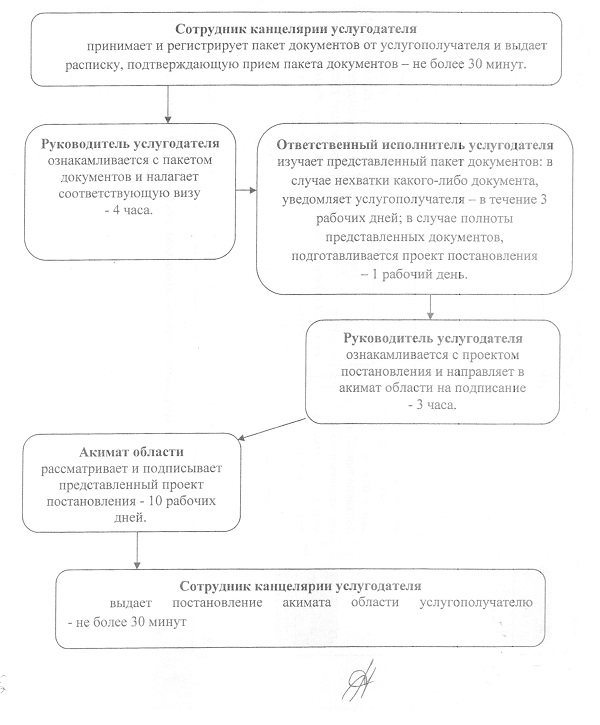 Сотрудник канцелярии услугодателя
принимает и регистрирует пакет документов от услугополучателя и выдает
расписку, подтверждающую прием пакета документов – не более 30 минут.
Руководитель услугодателя
ознакамливается с пакетом
документов и налагает
соответствующую визу
- 4 часа.
Ответственный исполнитель услугодателя
изучает представленный пакет документов: в
случае нехватки какого-либо документа,
уведомляет услугополучателя – в течение 3
рабочих дней; в случае полноты
представленных документов,
подготавливается проект постановления
– 1 рабочий день.
Руководитель услугодателя
ознакамливается с проектом
постановления и направляет в
акимат области на подписание
- 3 часа.
Акимат области
рассматривает и подписывает
представленный проект
постановления - 10 рабочих
дней.
Сотрудник канцелярии услугодателя
выдает постановление акимата области услугополучателю
- не более 30 минут